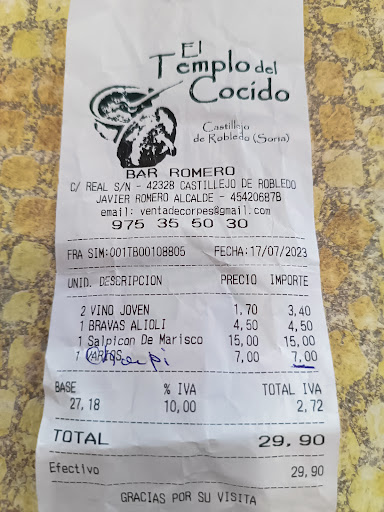 El
Templo del
Cocido
Castillejo
de Robledo (Soria)
BAR ROMERO
C/ REAL S/N - 42328 CASTILLEJO DE ROBLEDO
JAVIER ROMERO ALCALDE - 45420687B
email: ventadecorpes@gmail.com
975 35 50 30
FRA SIM:001TB00108805 FECHA:17/07/2023
UNID. DESCRIPCION PRECIO IMPORTE
2 VINO JOVEN 1,70 3,40
1 BRAVAS ALIOLI 4,50 4,50
1 Salpicon De Marisco 15,00 15,00
1 VARIOS 7,00 7,00
BASE % IVA TOTAL IVA
27,18 10,00 2,72
TOTAL 29,90
Efectivo 29,90
GRACIAS POR SU VISITA